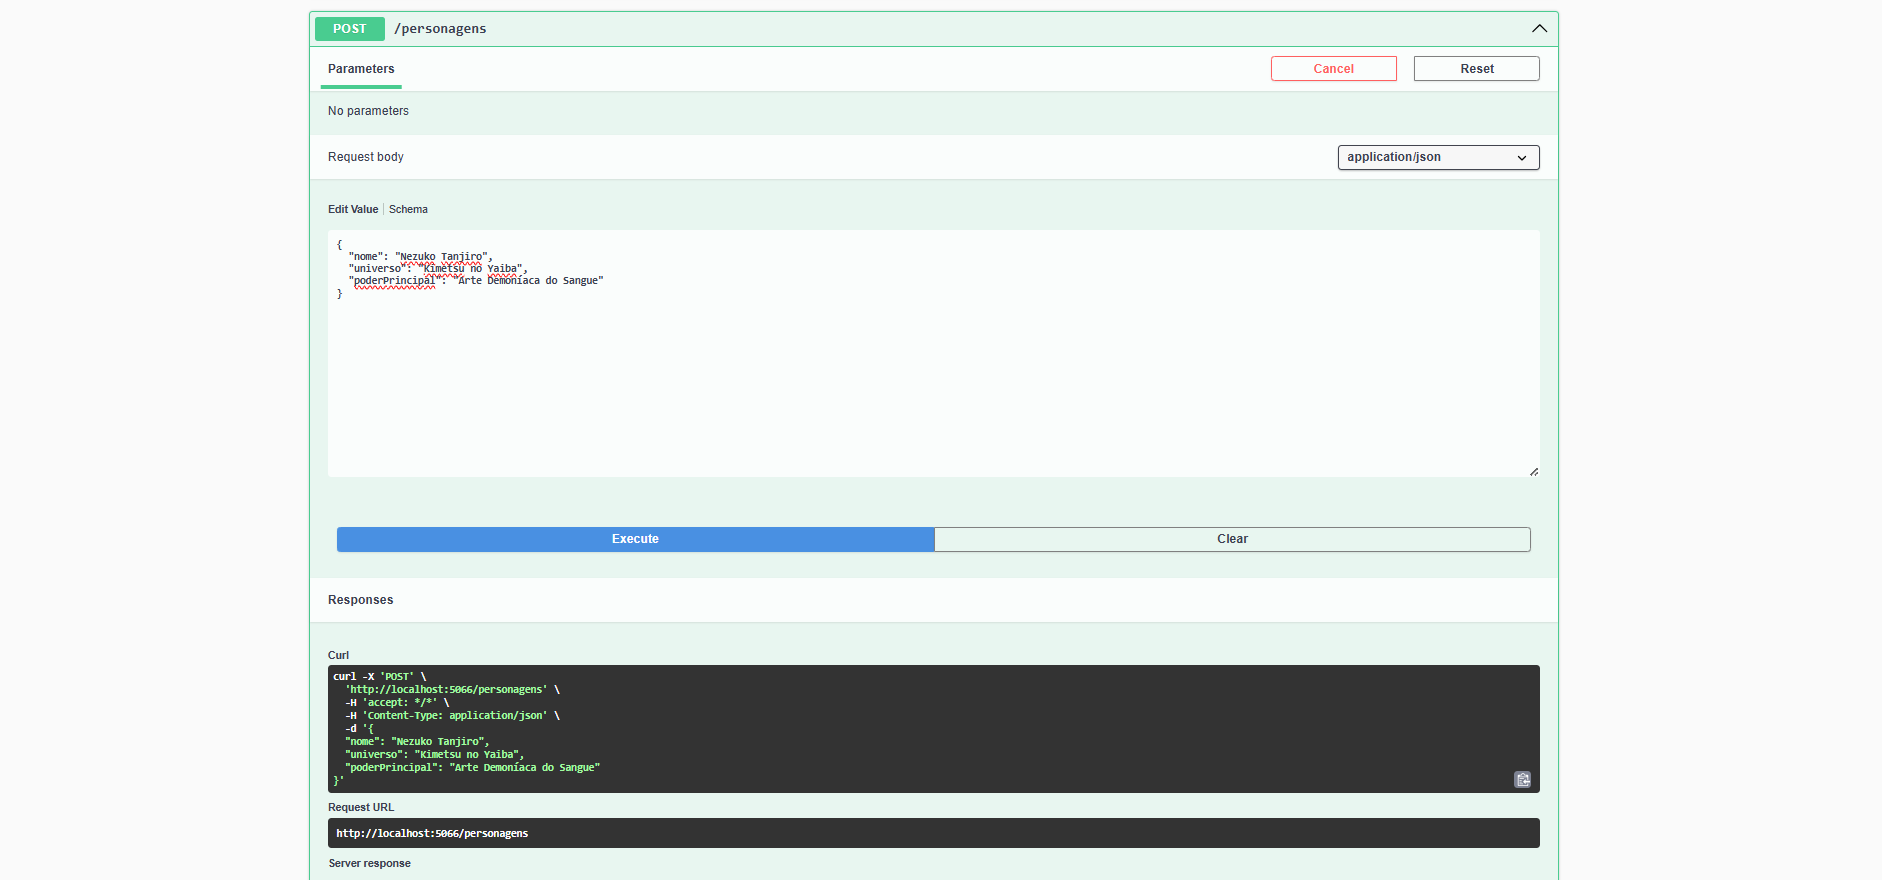 POST /personagens
Parameters
Cancel
Reset
No parameters
Request body
application/json
Edit Value | Schema
{
"nome": "Nezuko Tanjiro",
"universo": "Kimetsu no Yaiba",
"poderPrincipal": "Arte Demoníaca do Sangue"
}
Execute
Clear
Responses
Curl
curl -X 'POST' \
'http://localhost:5066/personagens' \
-H 'accept: */*' \
-H 'Content-Type: application/json' \
-d '{
"nome": "Nezuko Tanjiro",
"universo": "Kimetsu no Yaiba",
"poderPrincipal": "Arte Demoníaca do Sangue"
}'
Request URL
http://localhost:5066/personagens
Server response